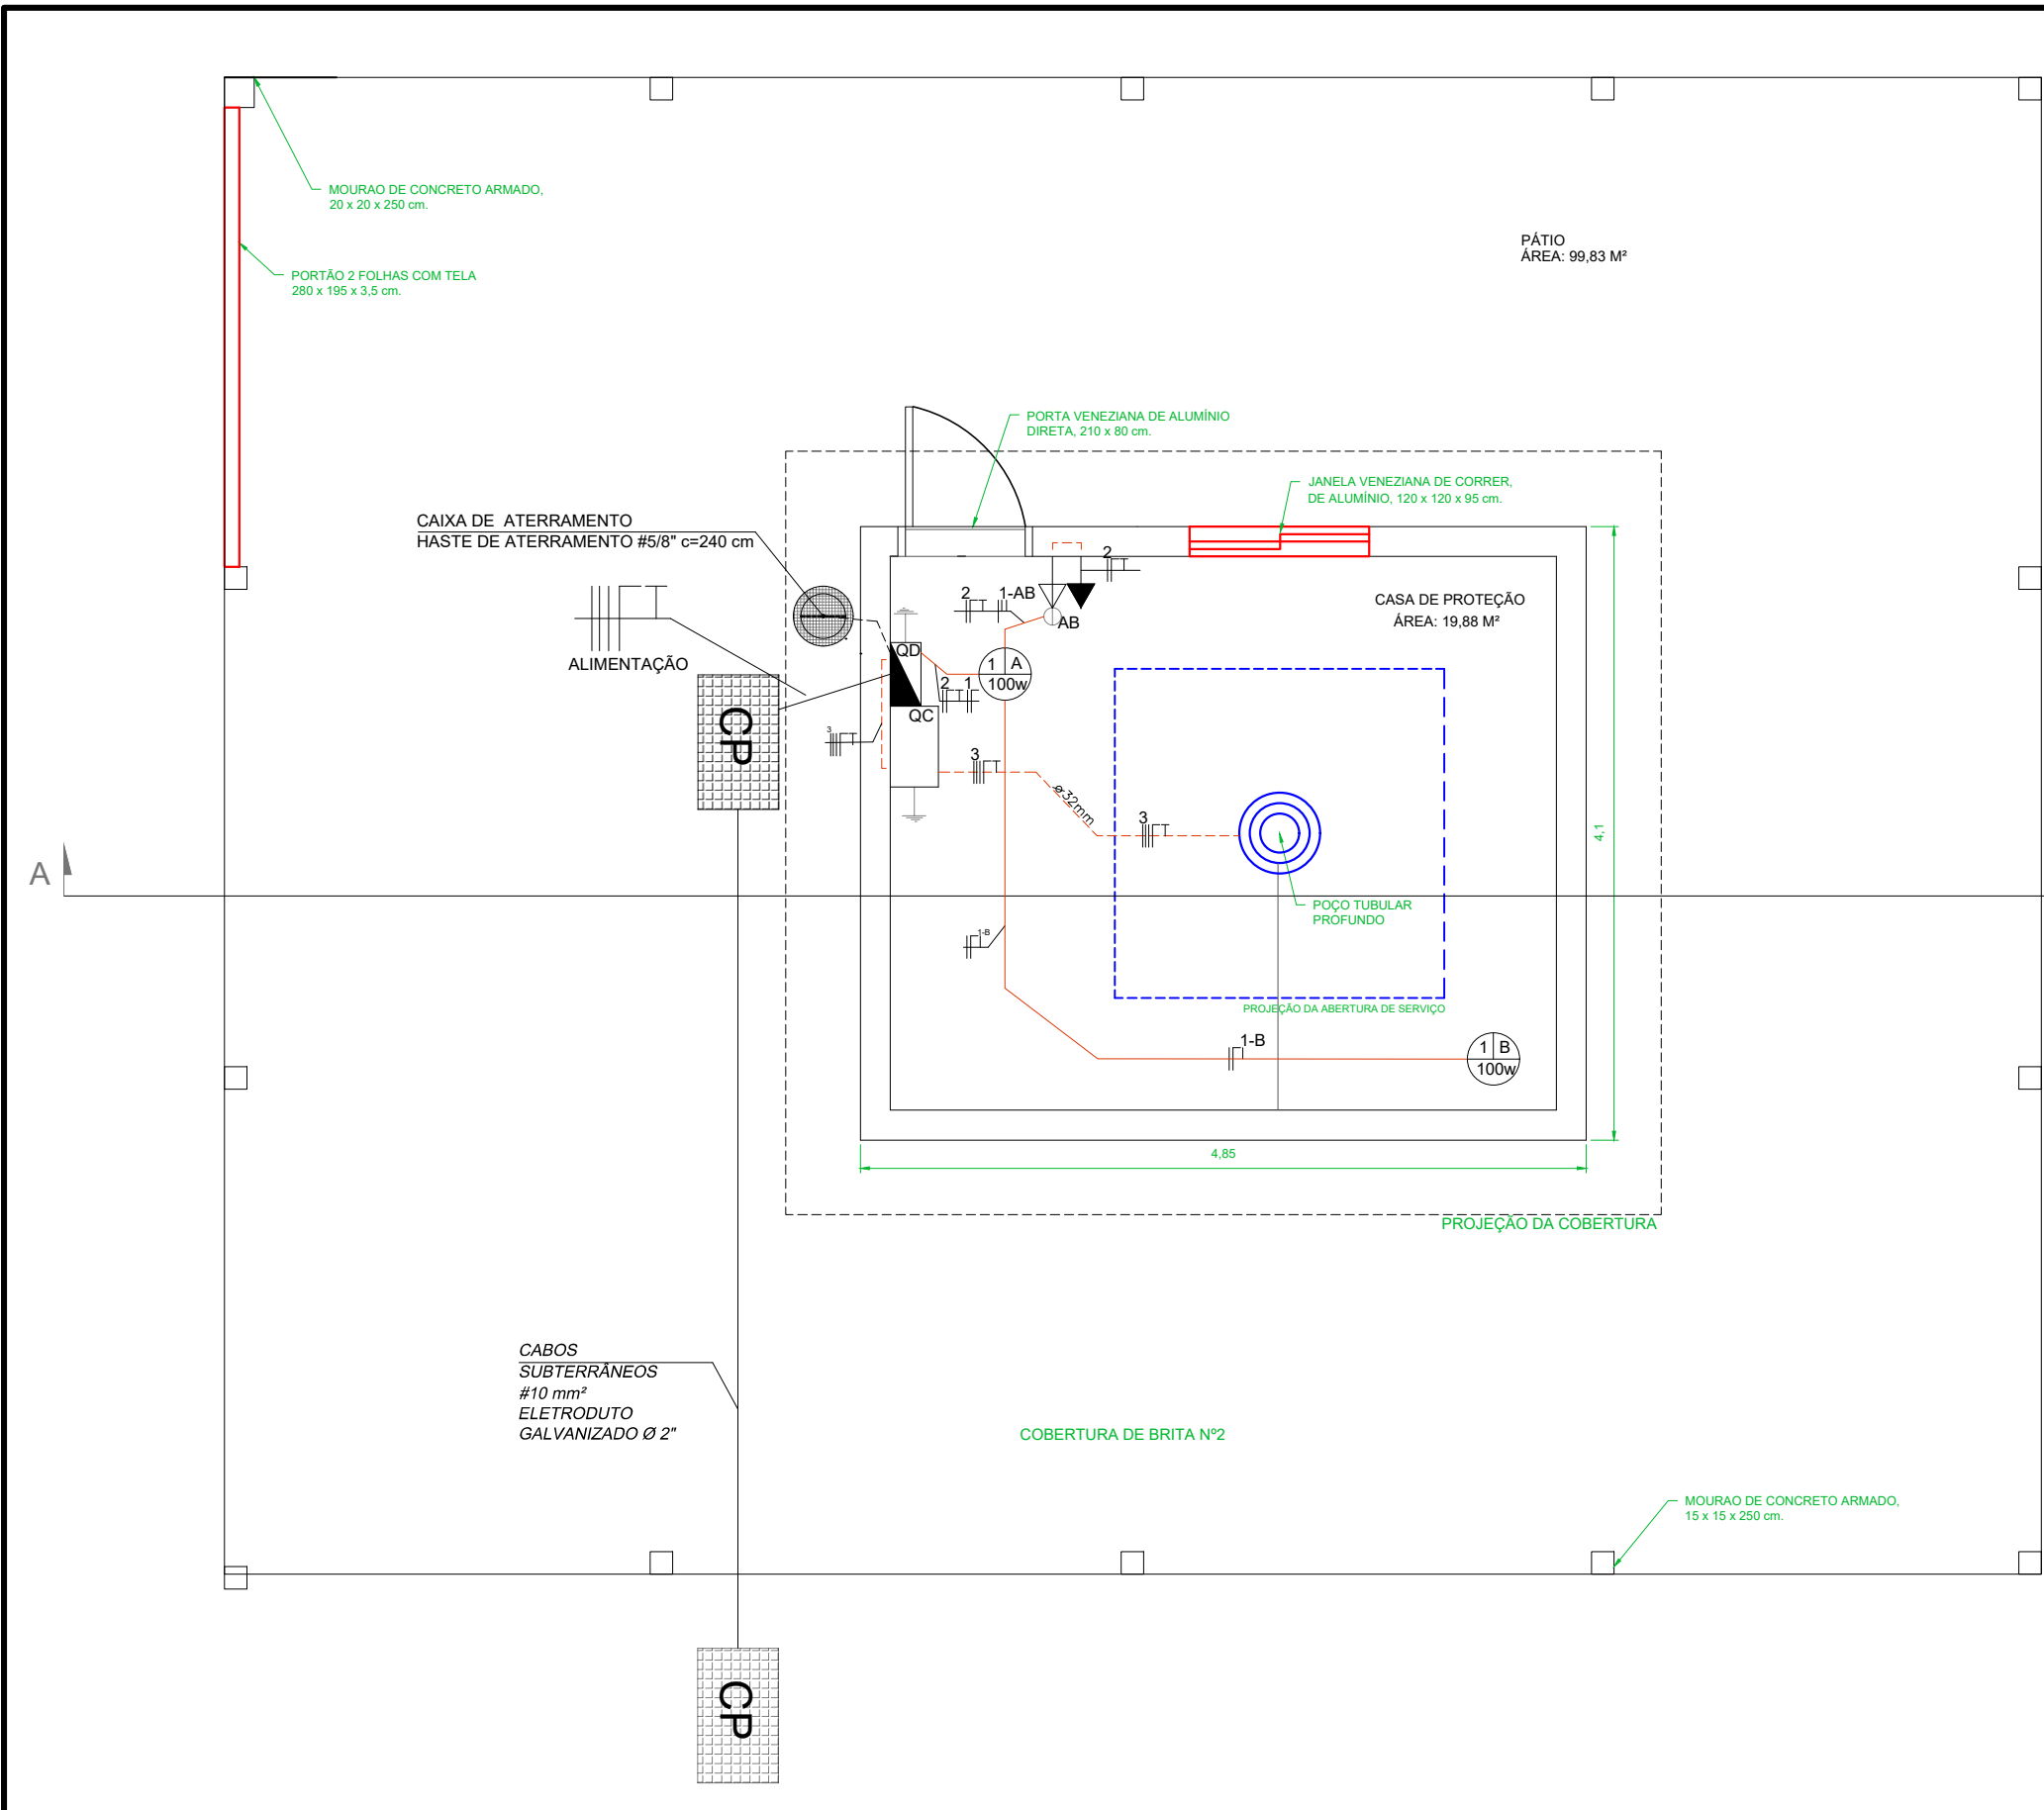 MOURAO DE CONCRETO ARMADO,
20 x 20 x 250 cm.
PÁTIO
ÁREA: 99,83 M²
PORTÃO 2 FOLHAS COM TELA
280 x 195 x 3,5 cm.
PORTA VENEZIANA DE ALUMÍNIO
DIRETA, 210 x 80 cm.
JANELA VENEZIANA DE CORRER,
DE ALUMÍNIO, 120 x 120 x 95 cm.
CAIXA DE ATERRAMENTO
HASTE DE ATERRAMENTO #5/8" c=240 cm
2
2
1-AB
AB
CASA DE PROTEÇÃO
ÁREA: 19,88 M²
ALIMENTAÇÃO
QD
1 A
100w
2 1
QC
CP
3
3
ø32mm
3
4,1
A
POÇO TUBULAR
PROFUNDO
1-B
PROJEÇÃO DA ABERTURA DE SERVIÇO
1-B
1 B
100w
4,85
PROJEÇÃO DA COBERTURA
CABOS
SUBTERRÂNEOS
#10 mm²
ELETRODUTO
GALVANIZADO Ø 2"
COBERTURA DE BRITA Nº2
MOURAO DE CONCRETO ARMADO,
15 x 15 x 250 cm.
CP